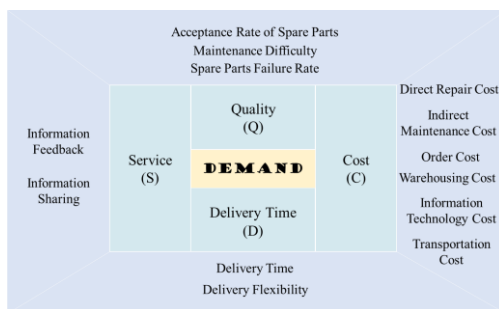 Acceptance Rate of Spare Parts
Maintenance Difficulty
Spare Parts Failure Rate
Information
Feedback
Information
Sharing
Service
(S)
Quality
(Q)
DEMAND
Delivery Time
(D)
Cost
(C)
Direct Repair Cost
Indirect
Maintenance Cost
Order Cost
Warehousing Cost
Information
Technology Cost
Transportation
Cost
Delivery Time
Delivery Flexibility